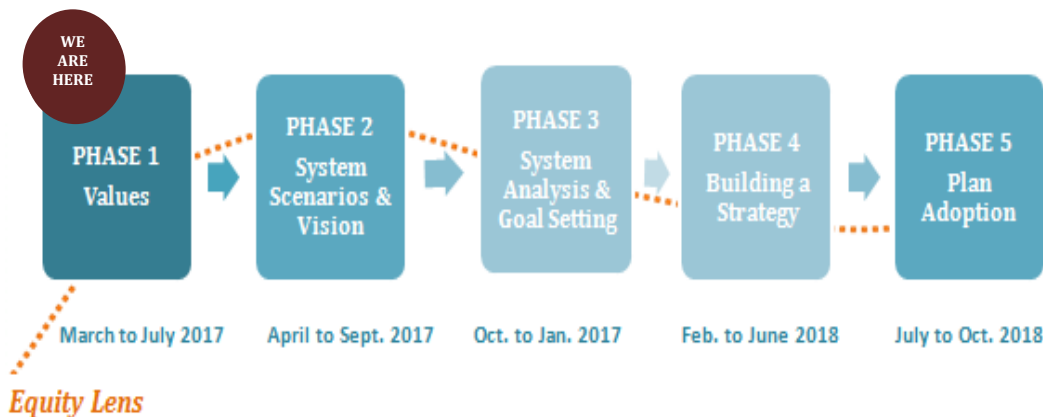 WE
ARE
HERE
PHASE 1
Values
PHASE 2
System
Scenarios &
Vision
PHASE 3
System
Analysis &
Goal Setting
PHASE 4
Building a
Strategy
PHASE 5
Plan
Adoption
March to July 2017
April to Sept. 2017
Oct. to Jan. 2017
Feb. to June 2018
July to Oct. 2018
Equity Lens